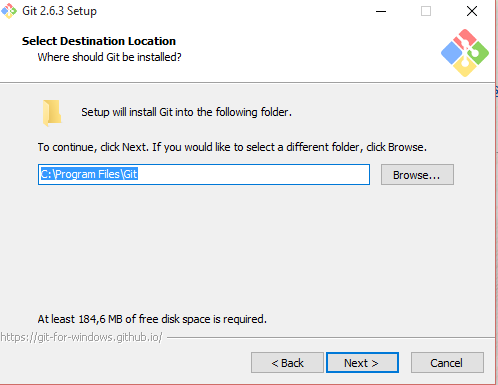 Git 2.6.3 Setup
Select Destination Location
Where should Git be installed?
Setup will install Git into the following folder.
To continue, click Next. If you would like to select a different folder, click Browse.
C:\Program Files\Git
Browse...
At least 184,6 MB of free disk space is required.
https://git-for-windows.github.io/
< Back
Next >
Cancel